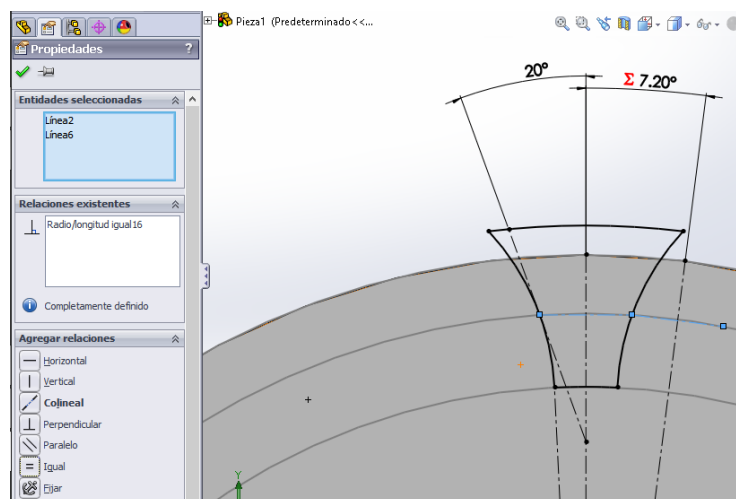 Pieza1 (Predeterminado<<...
Propiedades ?
Entidades seleccionadas
Línea2
Línea6
Relaciones existentes
Radio/longitud igual16
Completamente definido
Agregar relaciones
Horizontal
Vertical
Colineal
Perpendicular
Paralelo
Igual
Fijar
20°
Σ 7.20°
Y